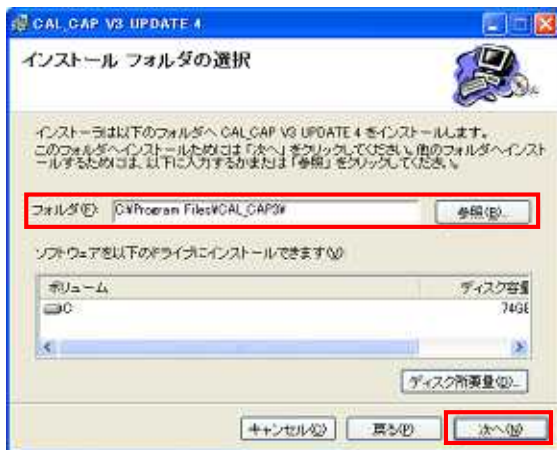 CAL_CAP V3 UPDATE 4
インストール フォルダの選択
インストーラは以下のフォルダへ CAL_CAP V3 UPDATE 4 をインストールします。
このフォルダへインストールするためには「次へ」をクリックしてください。他のフォルダへインスト
ールするためには、以下に入力するかまたは「参照」をクリックしてください。
フォルダ(F): C:¥Program Files¥CAL_CAP3¥ 参照(R)...
ソフトウェアを以下のドライブにインストールできます(V)
ボリューム ディスク容量
C 74GB
ディスク所要量(D)...
キャンセル(C) 戻る(P) 次へ(N)